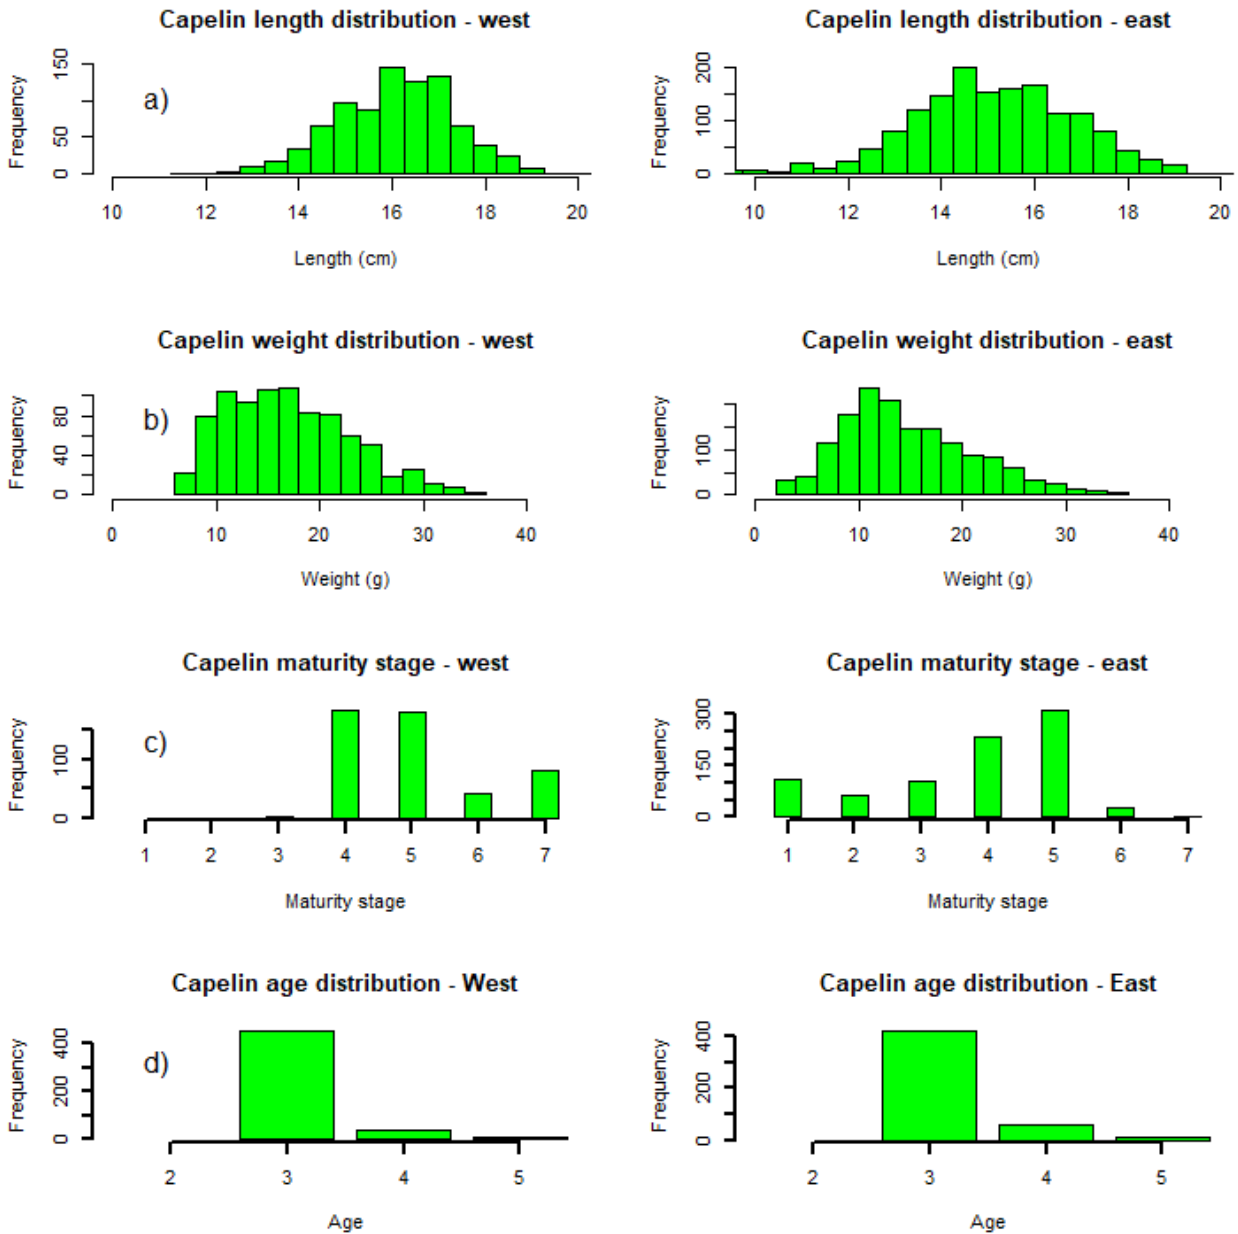 Capelin length distribution - west
Frequency
0 50 150
a)
10 12 14 16 18 20
Length (cm)
Capelin length distribution - east
Frequency
0 100 200
10 12 14 16 18 20
Length (cm)
Capelin weight distribution - west
Frequency
0 40 80
b)
0 10 20 30 40
Weight (g)
Capelin weight distribution - east
Frequency
0 100
0 10 20 30 40
Weight (g)
Capelin maturity stage - west
Frequency
0 100
c)
1 2 3 4 5 6 7
Maturity stage
Capelin maturity stage - east
Frequency
0 150 300
1 2 3 4 5 6 7
Maturity stage
Capelin age distribution - West
Frequency
0 200 400
d)
2 3 4 5
Age
Capelin age distribution - East
Frequency
0 200 400
2 3 4 5
Age